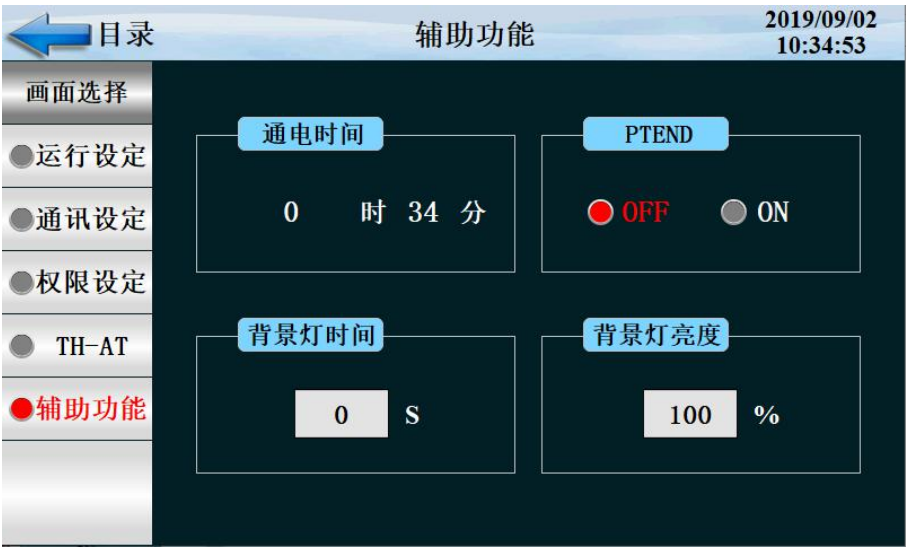 目录
辅助功能
2019/09/02
10:34:53
画面选择
运行设定
通讯设定
权限设定
TH-AT
辅助功能
通电时间
0 时 34 分
PTEND
OFF ON
背景灯时间
0 S
背景灯亮度
100 %